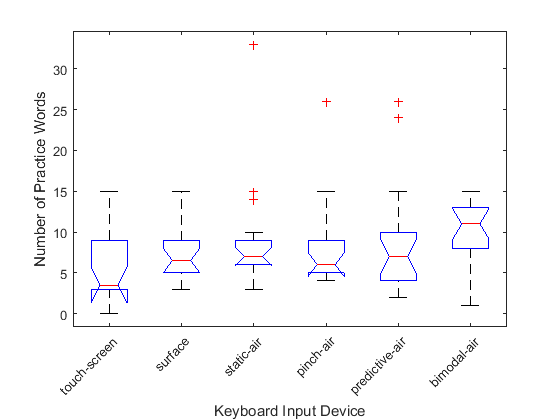 Number of Practice Words
30
25
20
15
10
5
0
touch-screen
surface
static-air
pinch-air
predictive-air
bimodal-air
Keyboard Input Device